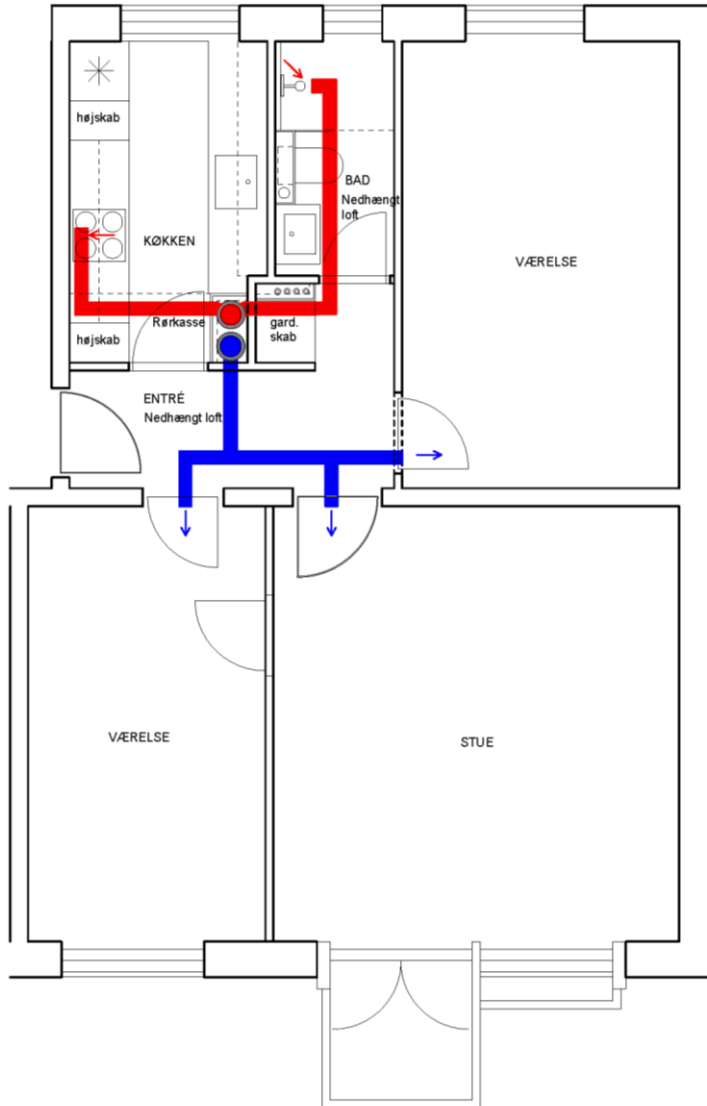 højskab
BAD
Nedhængt
loft
KØKKEN
VÆRELSE
Rørkasse
gard.
skab
højskab
ENTRÉ
Nedhængt loft
VÆRELSE
STUE